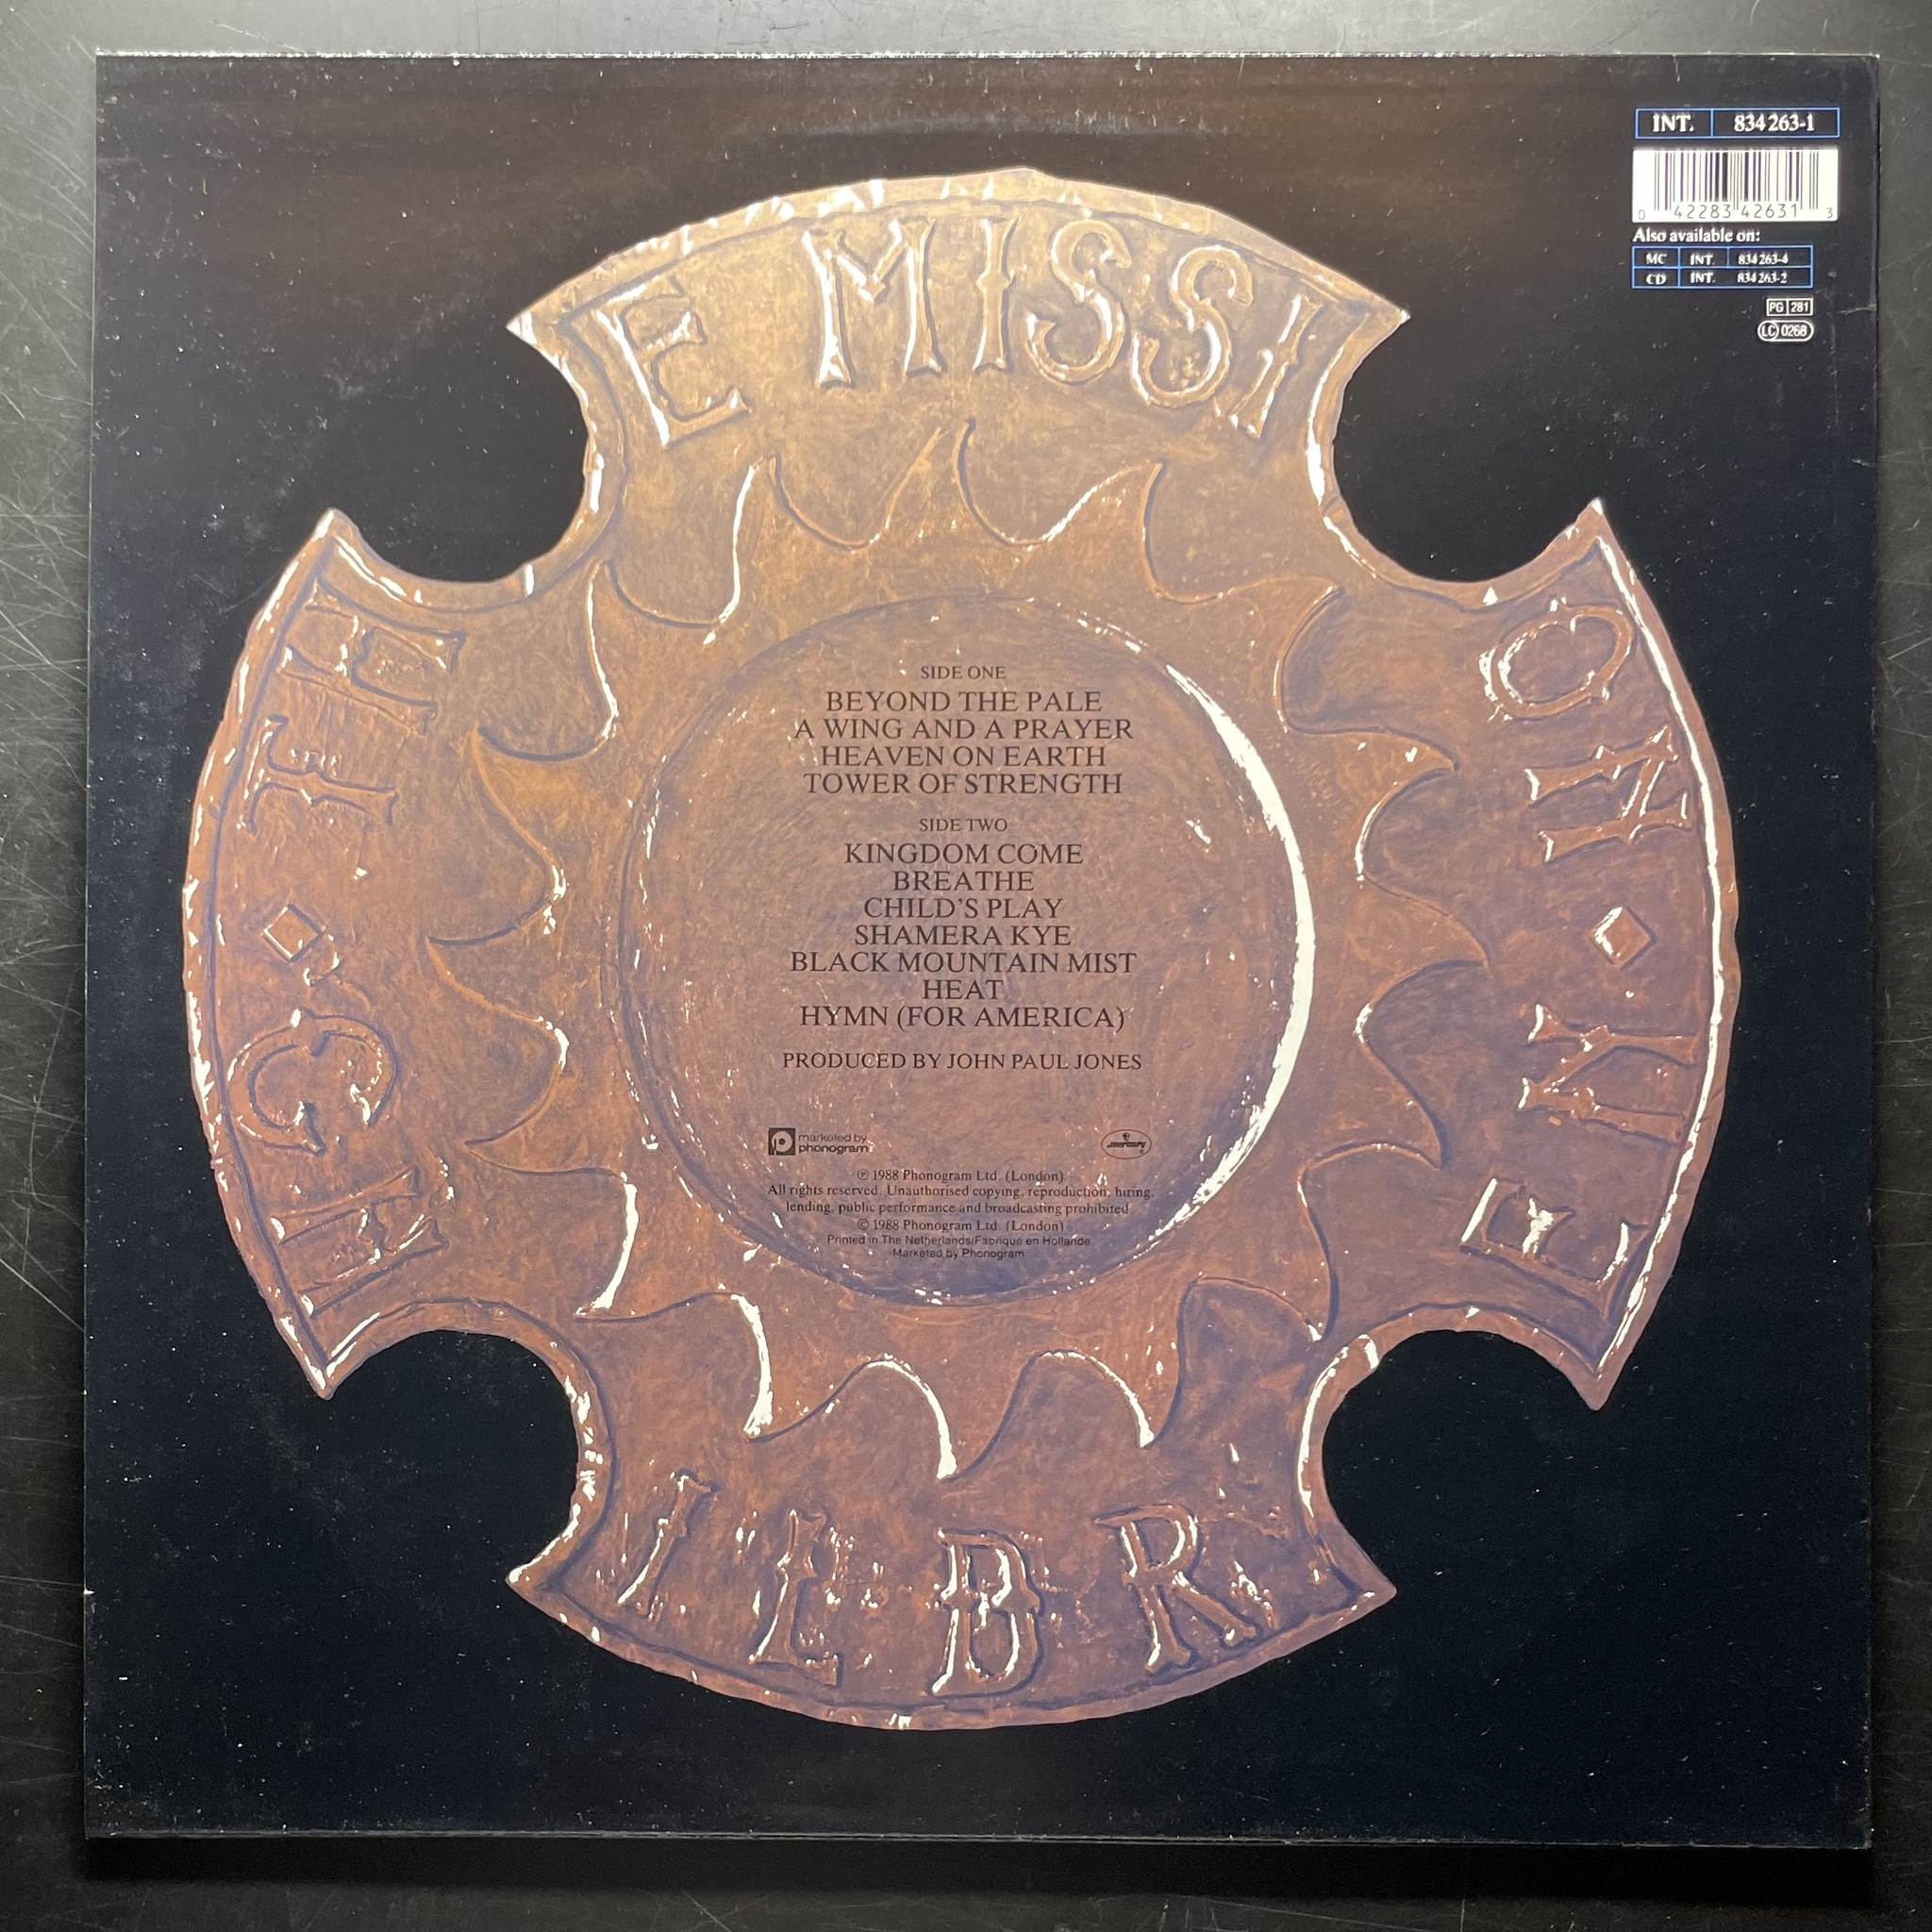 INT. 834 263-1
0 42283 42631 3
Also available on:
MC INT. 834 263-4
CD INT. 834 263-2
PG 281
LC 0268
THE MISSION
CHILDREN
SIDE ONE
BEYOND THE PALE
A WING AND A PRAYER
HEAVEN ON EARTH
TOWER OF STRENGTH
SIDE TWO
KINGDOM COME
BREATHE
CHILD'S PLAY
SHAMERA KYE
BLACK MOUNTAIN MIST
HEAT
HYMN (FOR AMERICA)
PRODUCED BY JOHN PAUL JONES
marketed by
phonogram
mercury
℗ 1988 Phonogram Ltd. (London).
All rights reserved. Unauthorised copying, reproduction, hiring,
lending, public performance and broadcasting prohibited.
© 1988 Phonogram Ltd. (London)
Printed in The Netherlands/Fabriqué en Hollande
Marketed by Phonogram